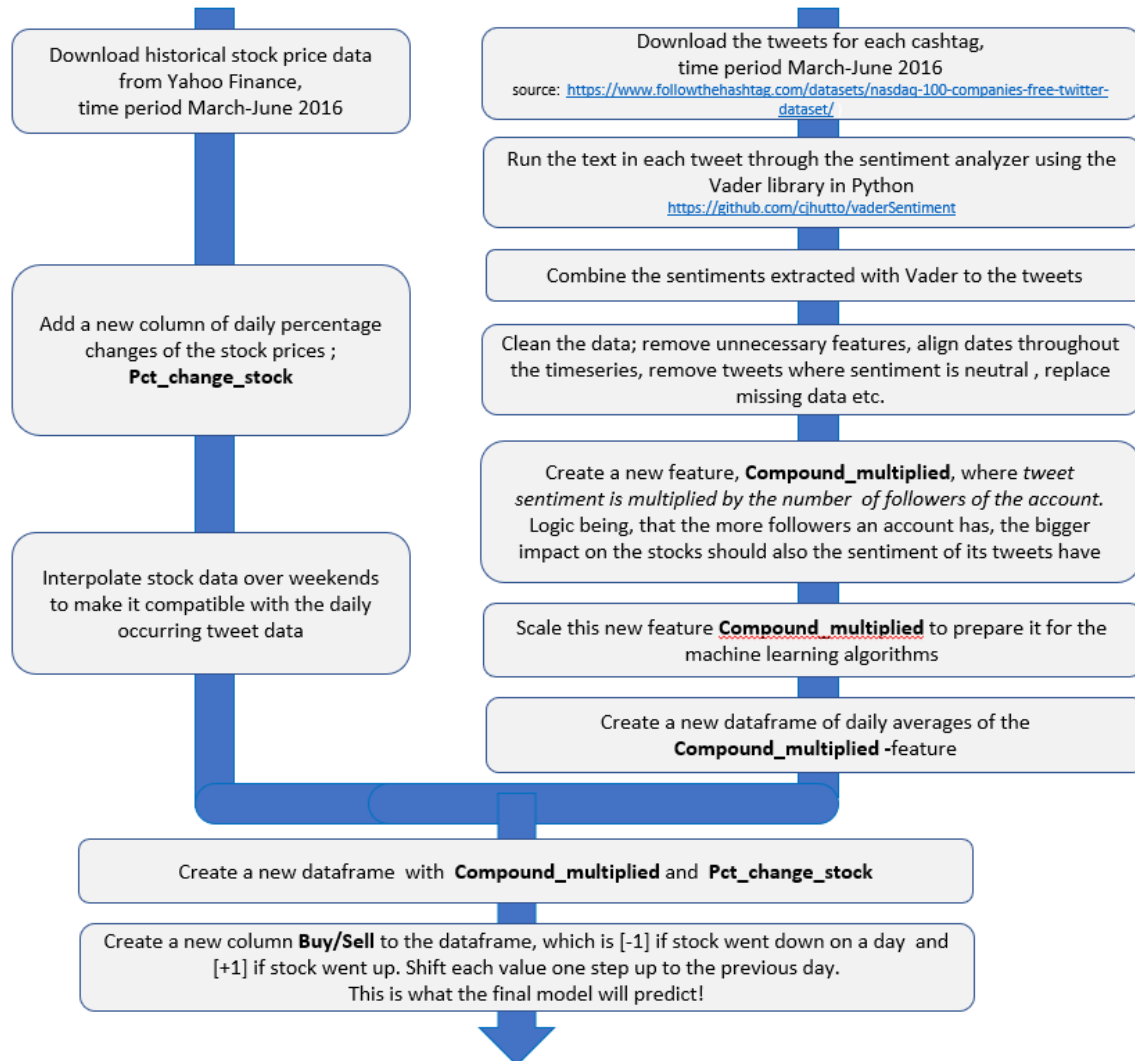 Download historical stock price data
from Yahoo Finance,
time period March-June 2016
Add a new column of daily percentage
changes of the stock prices ;
Pct_change_stock
Interpolate stock data over weekends
to make it compatible with the daily
occurring tweet data
Download the tweets for each cashtag,
time period March-June 2016
source: https://www.followthehashtag.com/datasets/nasdaq-100-companies-free-twitter-
dataset/
Run the text in each tweet through the sentiment analyzer using the
Vader library in Python
https://github.com/cjhutto/vaderSentiment
Combine the sentiments extracted with Vader to the tweets
Clean the data; remove unnecessary features, align dates throughout
the timeseries, remove tweets where sentiment is neutral , replace
missing data etc.
Create a new feature, Compound_multiplied, where tweet
sentiment is multiplied by the number of followers of the account.
Logic being, that the more followers an account has, the bigger
impact on the stocks should also the sentiment of its tweets have
Scale this new feature Compound_multiplied to prepare it for the
machine learning algorithms
Create a new dataframe of daily averages of the
Compound_multiplied -feature
Create a new dataframe with Compound_multiplied and Pct_change_stock
Create a new column Buy/Sell to the dataframe, which is [-1] if stock went down on a day and
[+1] if stock went up. Shift each value one step up to the previous day.
This is what the final model will predict!